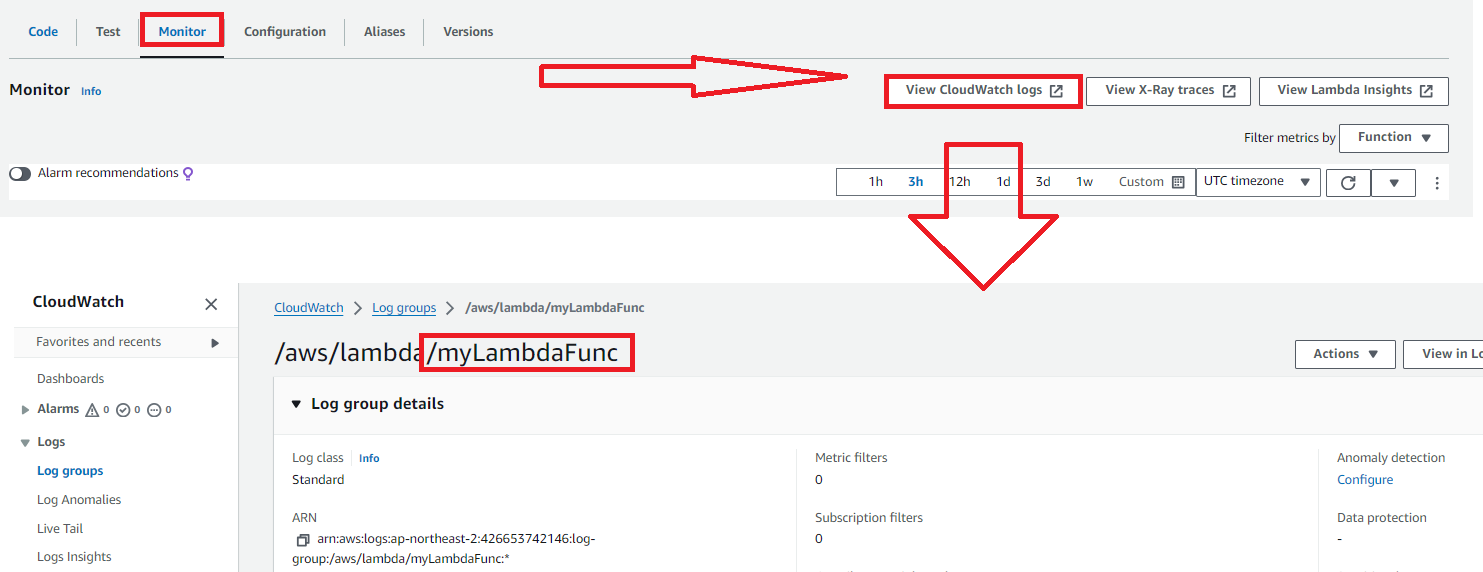 Code Test Monitor Configuration Aliases Versions
Monitor Info View CloudWatch logs View X-Ray traces View Lambda Insights
Filter metrics by Function
Alarm recommendations 1h 3h 12h 1d 3d 1w Custom UTC timezone
CloudWatch
CloudWatch Log groups /aws/lambda/myLambdaFunc
Favorites and recents
/aws/lambda/myLambdaFunc Actions View in Lo
Dashboards
Alarms 0 0 0
Log group details
Logs
Log class Info Metric filters Anomaly detection
Log groups
Standard 0 Configure
Log Anomalies
ARN Subscription filters Data protection
Live Tail
arn:aws:logs:ap-northeast-2:426653742146:log- 0 -
Logs Insights
group:/aws/lambda/myLambdaFunc:*